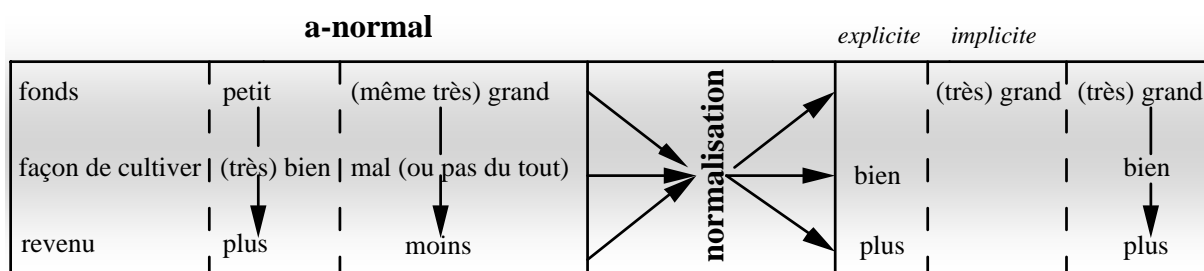 a-normal
explicite implicite
fonds petit (même très) grand (très) grand (très) grand
façon de cultiver (très) bien mal (ou pas du tout) normalisation bien bien
revenu plus moins plus plus